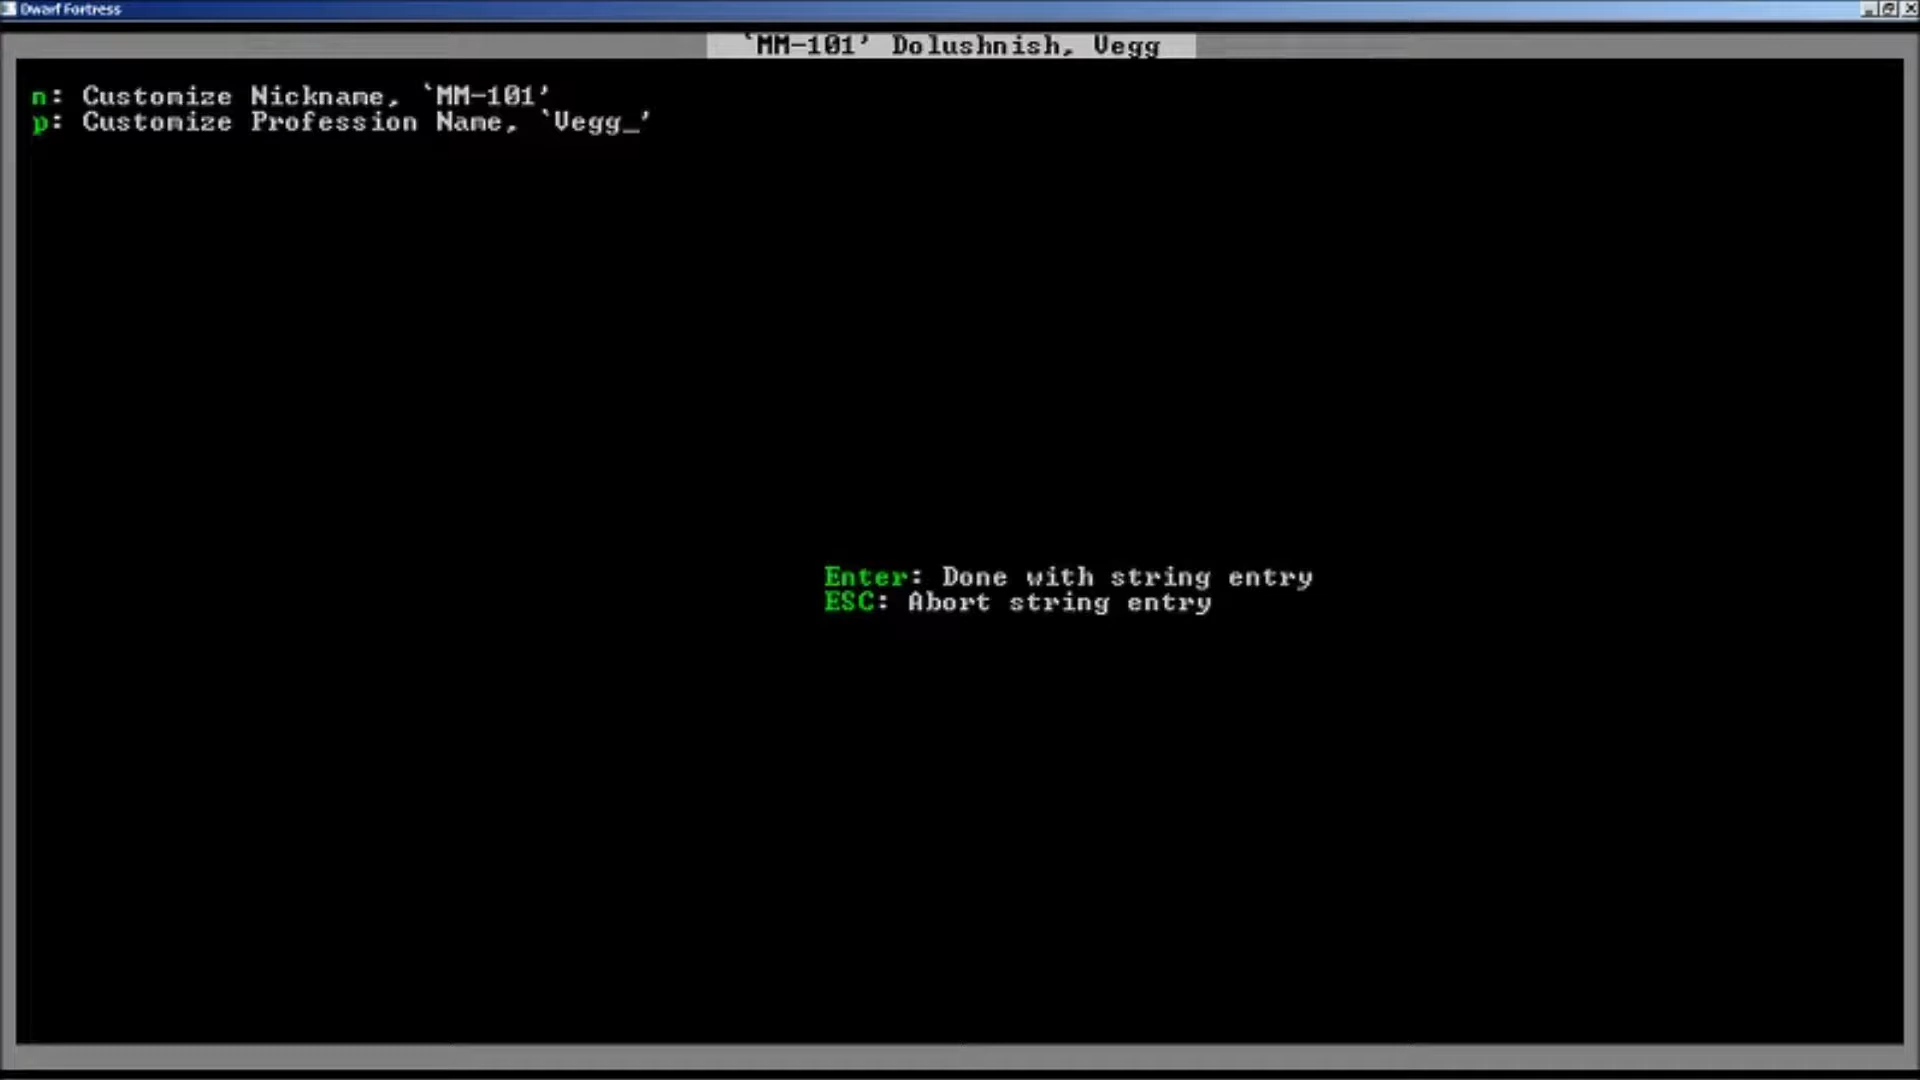 Dwarf Fortress
`MM-101' Dolushnish, Vegg
n: Customize Nickname, `MM-101'
p: Customize Profession Name, `Vegg_'
Enter: Done with string entry
ESC: Abort string entry